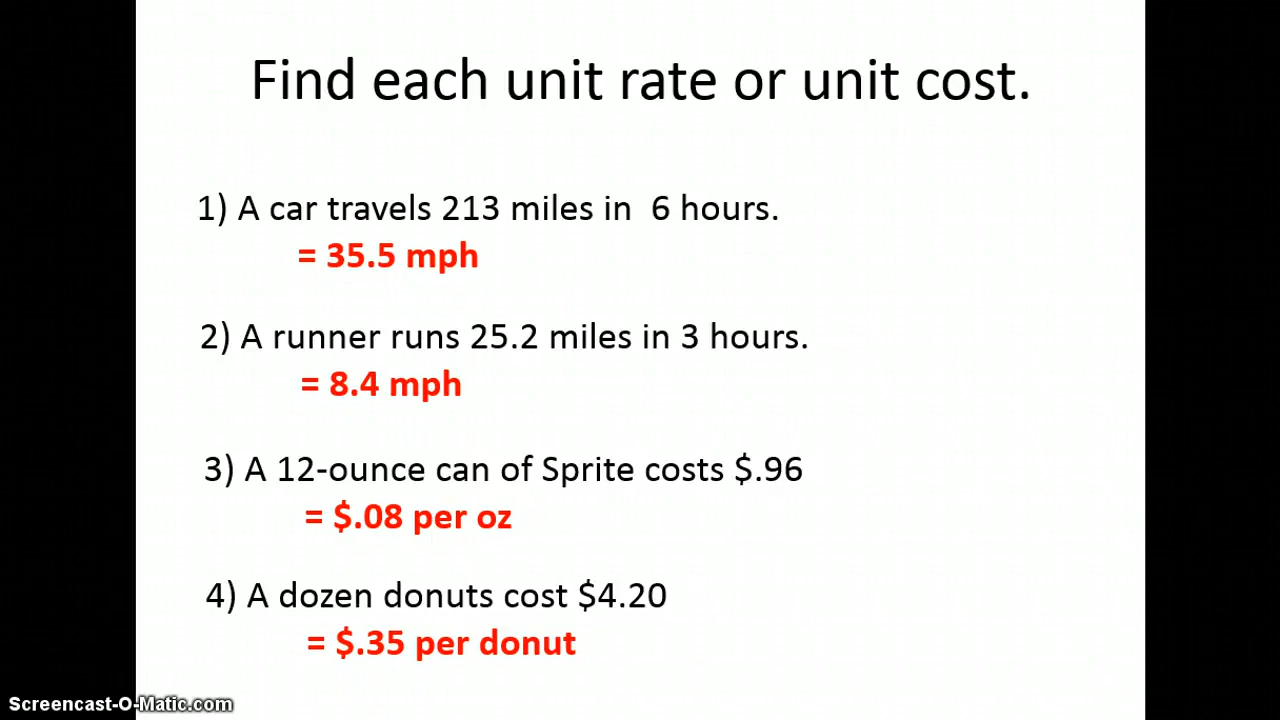 Find each unit rate or unit cost.
1) A car travels 213 miles in  6 hours.
= 35.5 mph
2) A runner runs 25.2 miles in 3 hours.
= 8.4 mph
3) A 12-ounce can of Sprite costs $.96
= $.08 per oz
4) A dozen donuts cost $4.20
= $.35 per donut
Screencast-O-Matic.com